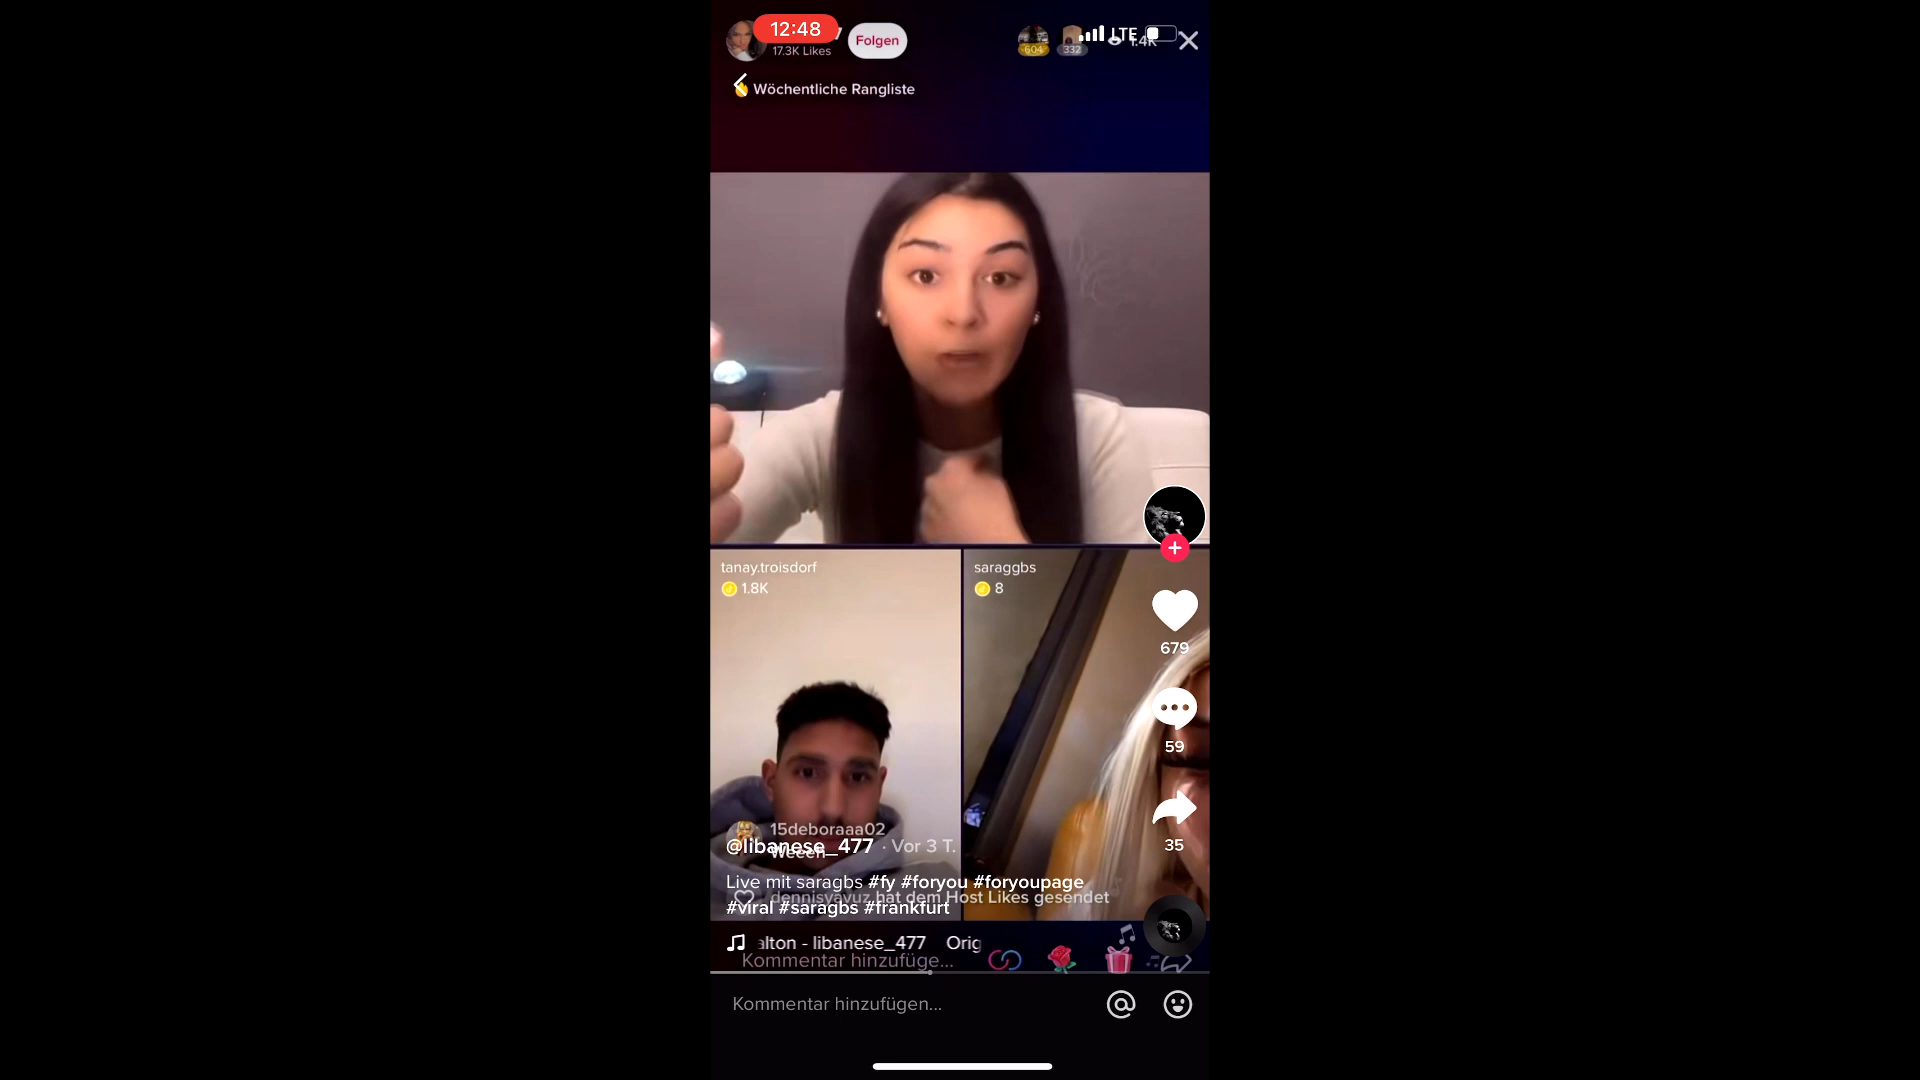 12:48
17.3K Likes
Folgen
604
332
1.4K
LTE
Wöchentliche Rangliste
tanay.troisdorf
1.8K
saraggbs
8
679
59
35
15deboraaa02
Weeeh
@libanese_477 · Vor 3 T.
Live mit saragbs #fy #foryou #foryoupage
dennisyavuz hat dem Host Likes gesendet
#viral #saragbs #frankfurt
alton - libanese_477 Orig
Kommentar hinzufüge...
Kommentar hinzufügen...